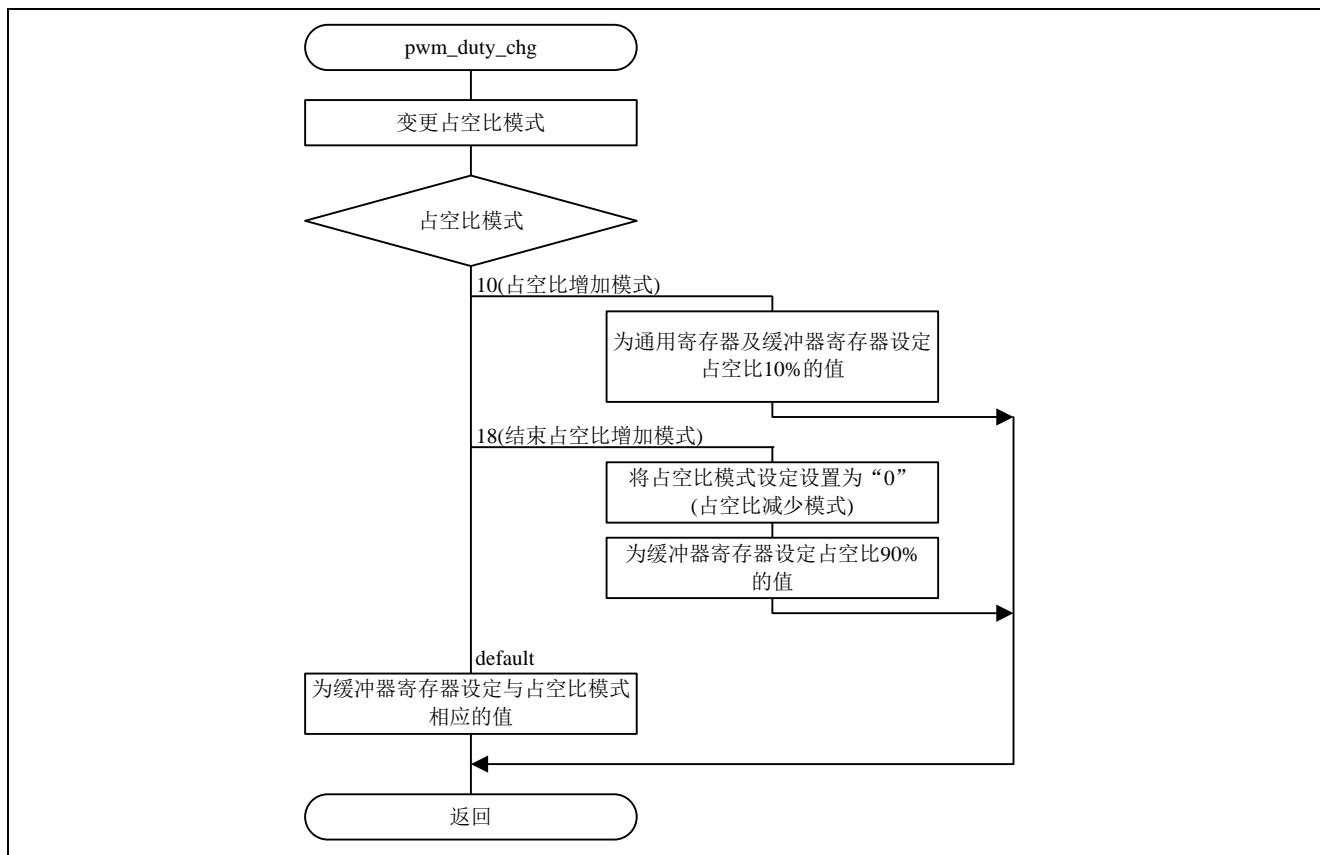 pwm_duty_chg
变更占空比模式
占空比模式
10(占空比增加模式)
为通用寄存器及缓冲器寄存器设定
占空比10%的值
18(结束占空比增加模式)
将占空比模式设定设置为“0”
(占空比减少模式)
为缓冲器寄存器设定占空比90%
的值
default
为缓冲器寄存器设定与占空比模式
相应的值
返回